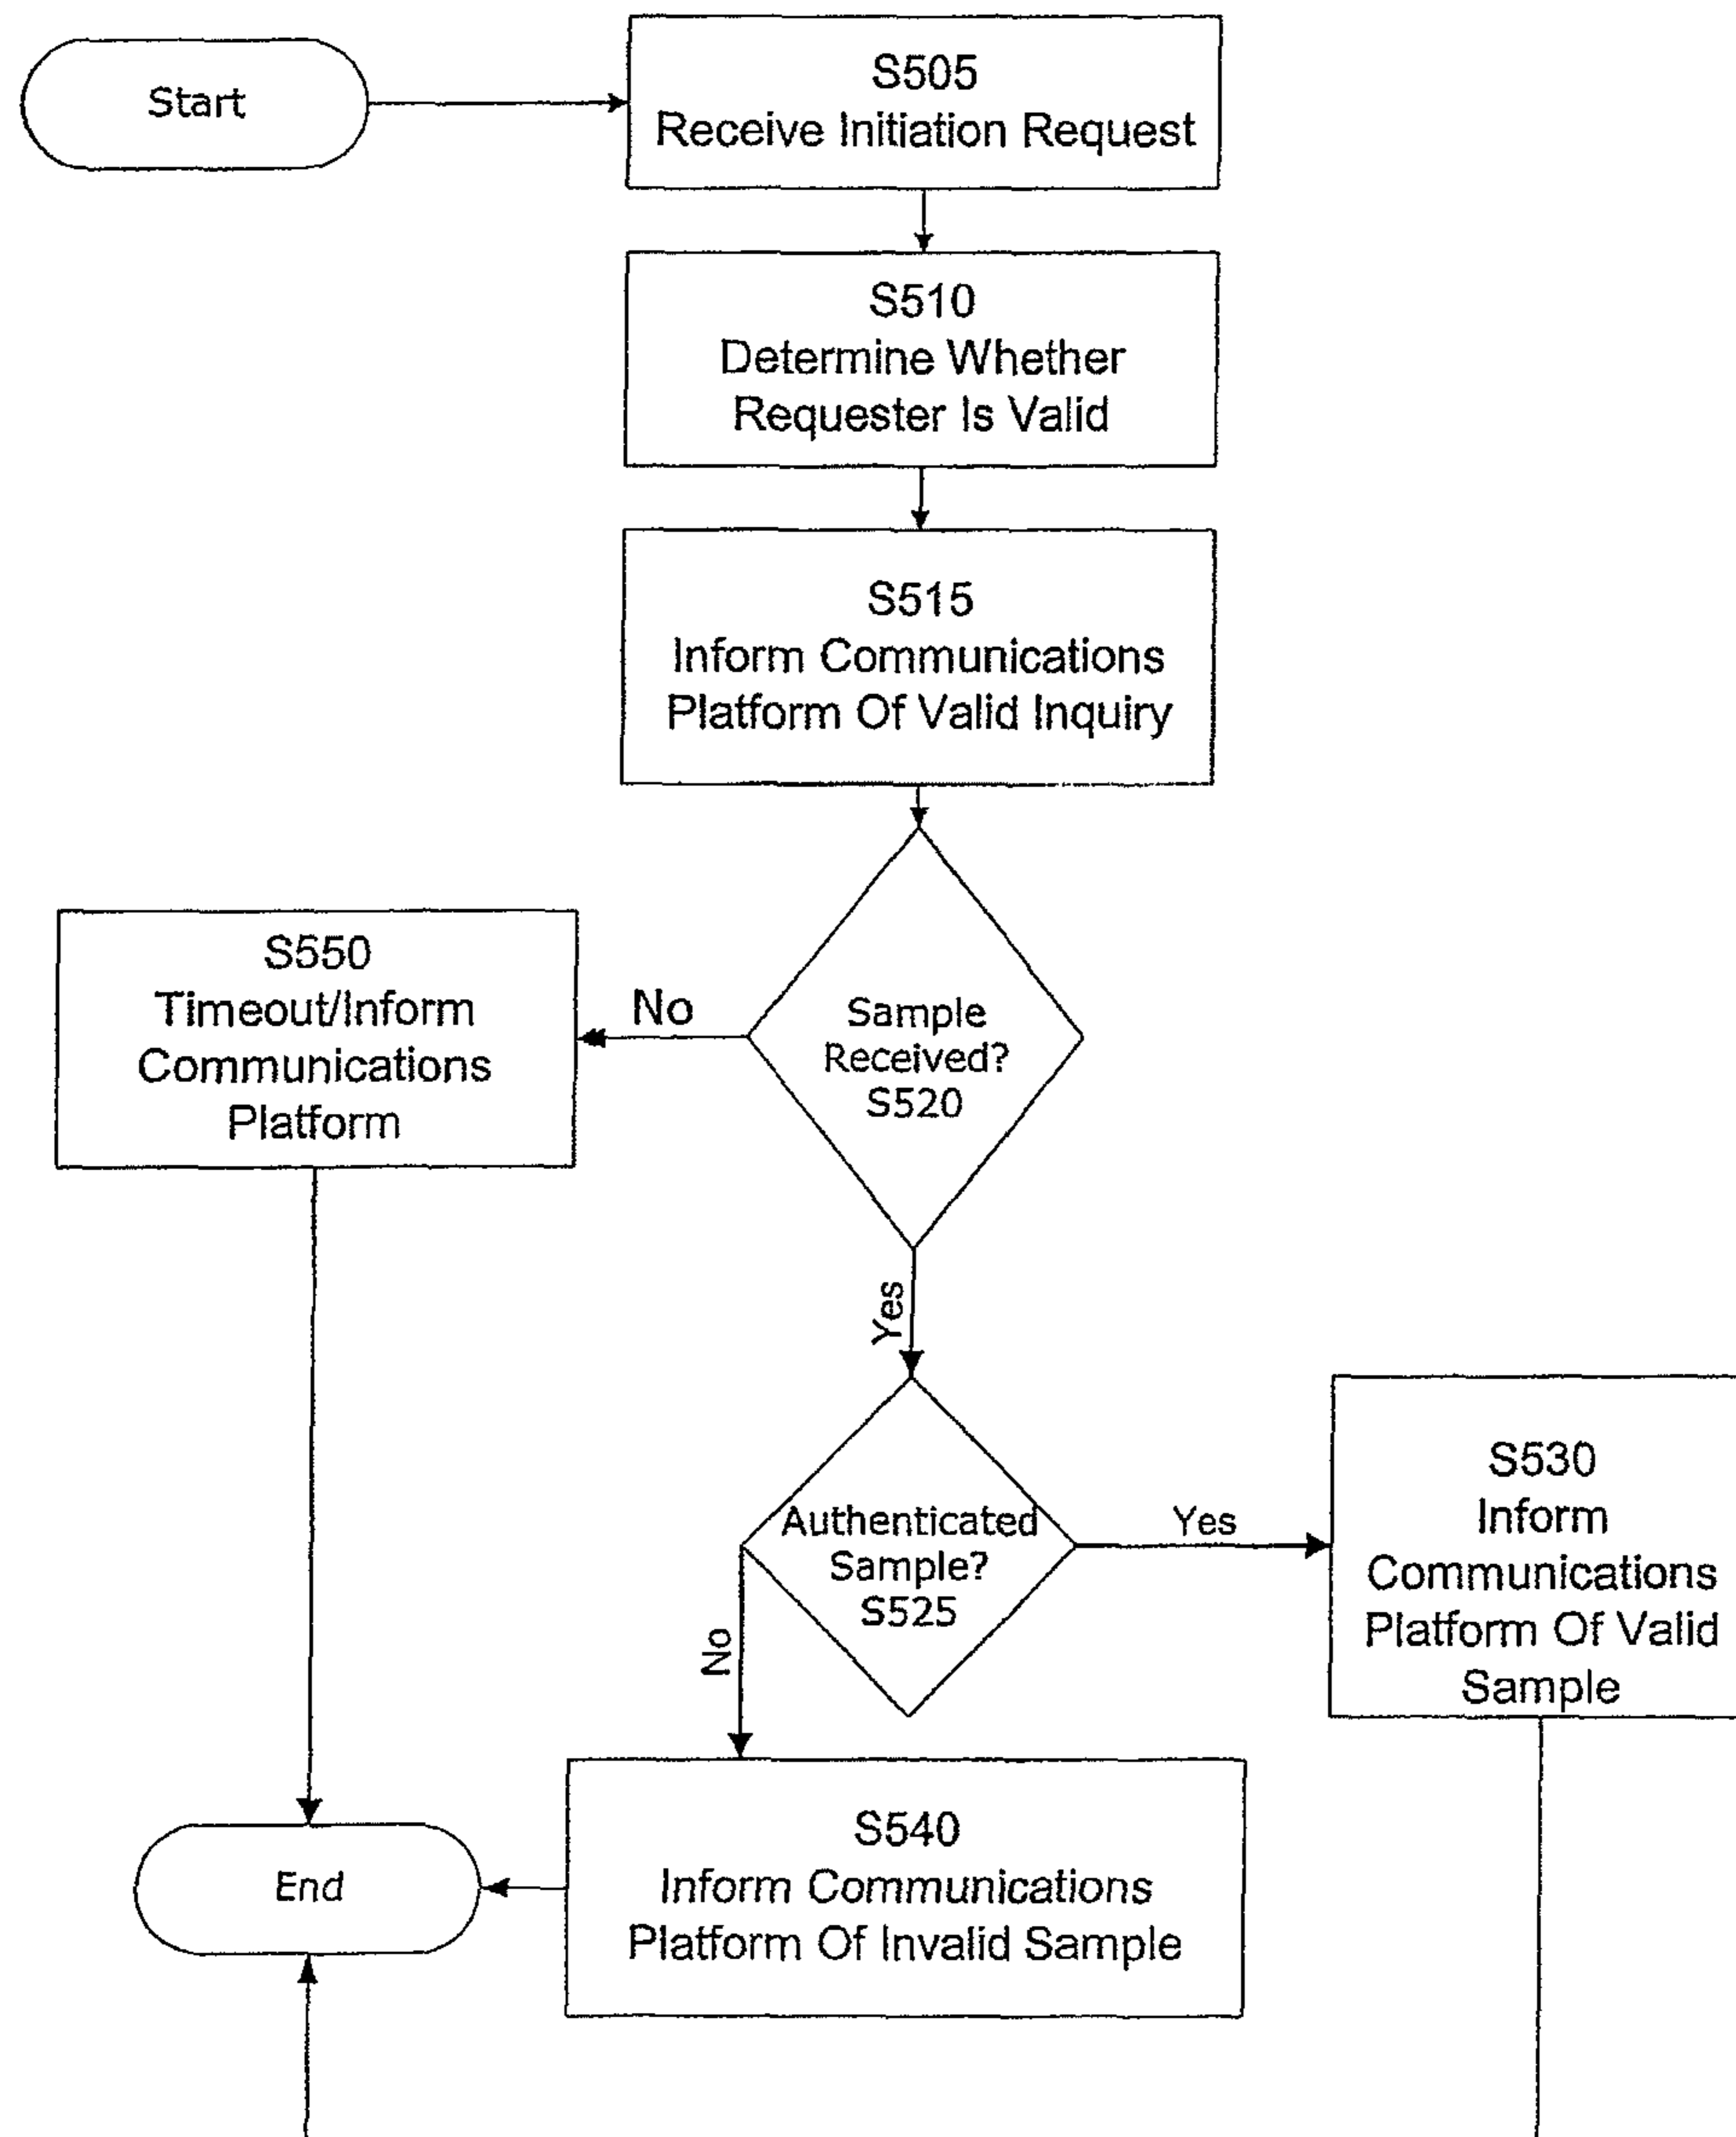 Start
S505
Receive Initiation Request
S510
Determine Whether
Requester Is Valid
S515
Inform Communications
Platform Of Valid Inquiry
Sample
Received?
S520
No
S550
Timeout/Inform
Communications
Platform
Yes
Authenticated
Sample?
S525
Yes
S530
Inform
Communications
Platform Of Valid
Sample
No
S540
Inform Communications
Platform Of Invalid Sample
End